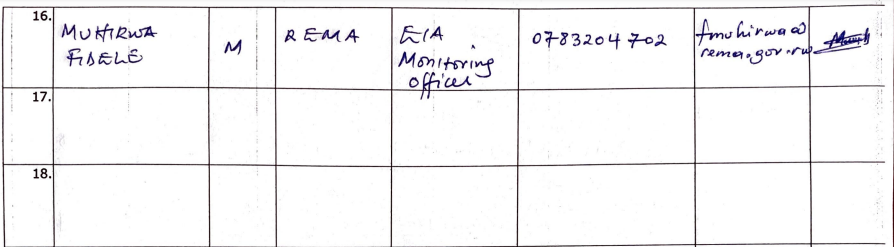 16.
MUHIRWA
FIDELE
M
REMA
EIA
Monitoring
Officer
0783204702
fmuhirwa@
rema.gov.rw
17.
18.